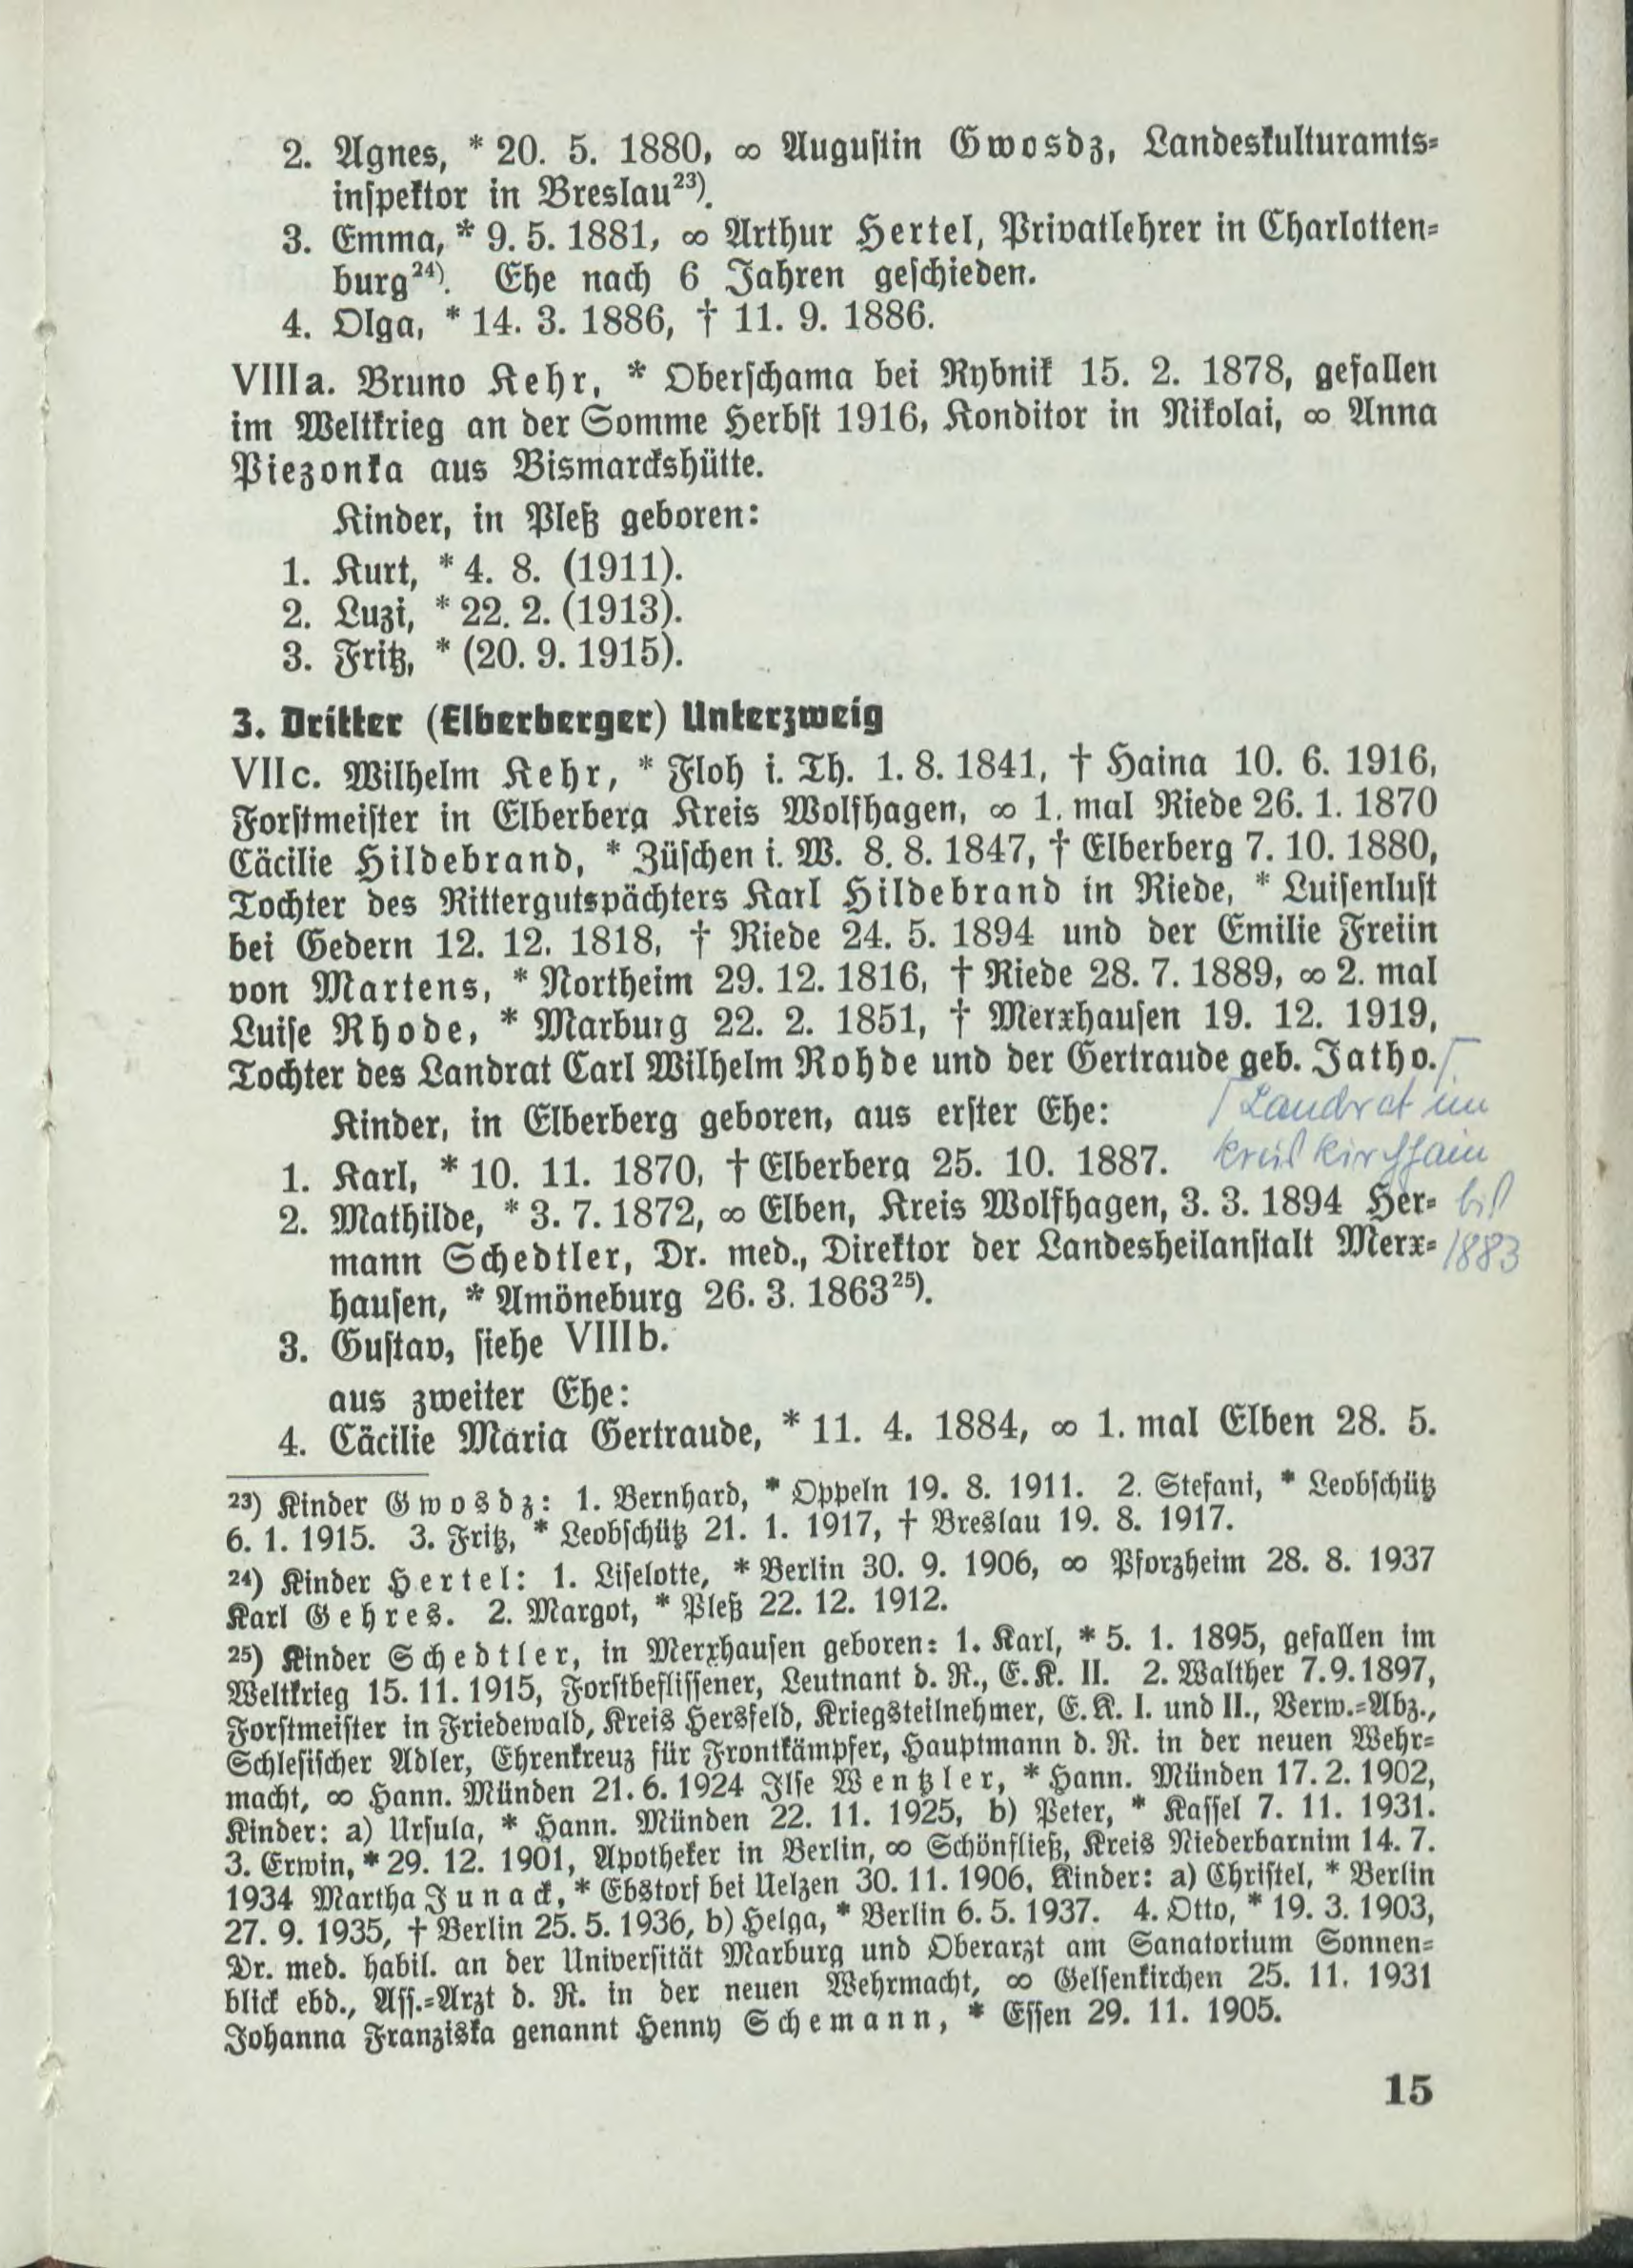 2. Agnes, * 20. 5. 1880, ∞ Augustin Gwosdz, Landeskulturamts-
inspektor in Breslau²³).
3. Emma, * 9. 5. 1881, ∞ Arthur Hertel, Privatlehrer in Charlotten-
burg²⁴). Ehe nach 6 Jahren geschieden.
4. Olga, * 14. 3. 1886, † 11. 9. 1886.
VIIIa. Bruno Kehr, * Oberschama bei Rybnik 15. 2. 1878, gefallen
im Weltkrieg an der Somme Herbst 1916, Konditor in Nikolai, ∞ Anna
Piezonka aus Bismarckshütte.
Kinder, in Pleß geboren:
1. Kurt, * 4. 8. (1911).
2. Luzi, * 22. 2. (1913).
3. Fritz, * (20. 9. 1915).
3. Dritter (Elberberger) Unterzweig
VIIc. Wilhelm Kehr, * Floh i. Th. 1. 8. 1841, † Haina 10. 6. 1916,
Forstmeister in Elberberg Kreis Wolfhagen, ∞ 1. mal Riede 26. 1. 1870
Cäcilie Hildebrand, * Züschen i. W. 8. 8. 1847, † Elberberg 7. 10. 1880,
Tochter des Rittergutspächters Karl Hildebrand in Riede, * Luisenlust
bei Gedern 12. 12. 1818, † Riede 24. 5. 1894 und der Emilie Freiin
von Martens, * Northeim 29. 12. 1816, † Riede 28. 7. 1889, ∞ 2. mal
Luise Rhode, * Marburg 22. 2. 1851, † Merxhausen 19. 12. 1919,
Tochter des Landrat Carl Wilhelm Rohde und der Gertraude geb. Jatho.
Kinder, in Elberberg geboren, aus erster Ehe: Landrat im
1. Karl, * 10. 11. 1870, † Elberberg 25. 10. 1887. Kreis Kirchhain
2. Mathilde, * 3. 7. 1872, ∞ Elben, Kreis Wolfhagen, 3. 3. 1894 Her- bis
mann Schedtler, Dr. med., Direktor der Landesheilanstalt Merx- 1883
hausen, * Amöneburg 26. 3. 1863²⁵).
3. Gustav, siehe VIIIb.
aus zweiter Ehe:
4. Cäcilie Maria Gertraude, * 11. 4. 1884, ∞ 1. mal Elben 28. 5.
²³) Kinder Gwosdz: 1. Bernhard, * Oppeln 19. 8. 1911. 2. Stefani, * Leobschütz
6. 1. 1915. 3. Fritz, * Leobschütz 21. 1. 1917, † Breslau 19. 8. 1917.
²⁴) Kinder Hertel: 1. Liselotte, * Berlin 30. 9. 1906, ∞ Pforzheim 28. 8. 1937
Karl Gehres. 2. Margot, * Pleß 22. 12. 1912.
²⁵) Kinder Schedtler, in Merxhausen geboren: 1. Karl, * 5. 1. 1895, gefallen im
Weltkrieg 15. 11. 1915, Forstbeflissener, Leutnant d. R., E. K. II. 2. Walther 7. 9. 1897,
Forstmeister in Friedewald, Kreis Hersfeld, Kriegsteilnehmer, E. K. I. und II., Verw.-Abz.,
Schlesischer Adler, Ehrenkreuz für Frontkämpfer, Hauptmann d. R. in der neuen Wehr-
macht, ∞ Hann. Münden 21. 6. 1924 Ilse Wentzler, * Hann. Münden 17. 2. 1902,
Kinder: a) Ursula, * Hann. Münden 22. 11. 1925, b) Peter, * Kassel 7. 11. 1931.
3. Erwin, * 29. 12. 1901, Apotheker in Berlin, ∞ Schönfließ, Kreis Niederbarnim 14. 7.
1934 Martha Junack, * Ebstorf bei Uelzen 30. 11. 1906, Kinder: a) Christel, * Berlin
27. 9. 1935, † Berlin 25. 5. 1936, b) Helga, * Berlin 6. 5. 1937. 4. Otto, * 19. 3. 1903,
Dr. med. habil. an der Universität Marburg und Oberarzt am Sanatorium Sonnen-
blick ebd., Ass.-Arzt d. R. in der neuen Wehrmacht, ∞ Gelsenkirchen 25. 11. 1931
Johanna Franziska genannt Henny Schemann, * Essen 29. 11. 1905.
15